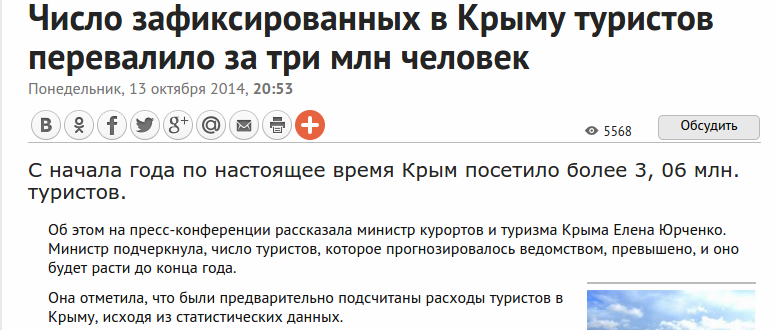 Число зафиксированных в Крыму туристов
перевалило за три млн человек
Понедельник, 13 октября 2014, 20:53
5568
Обсудить
С начала года по настоящее время Крым посетило более 3, 06 млн.
туристов.
Об этом на пресс-конференции рассказала министр курортов и туризма Крыма Елена Юрченко.
Министр подчеркнула, число туристов, которое прогнозировалось ведомством, превышено, и оно
будет расти до конца года.
Она отметила, что были предварительно подсчитаны расходы туристов в
Крыму, исходя из статистических данных.